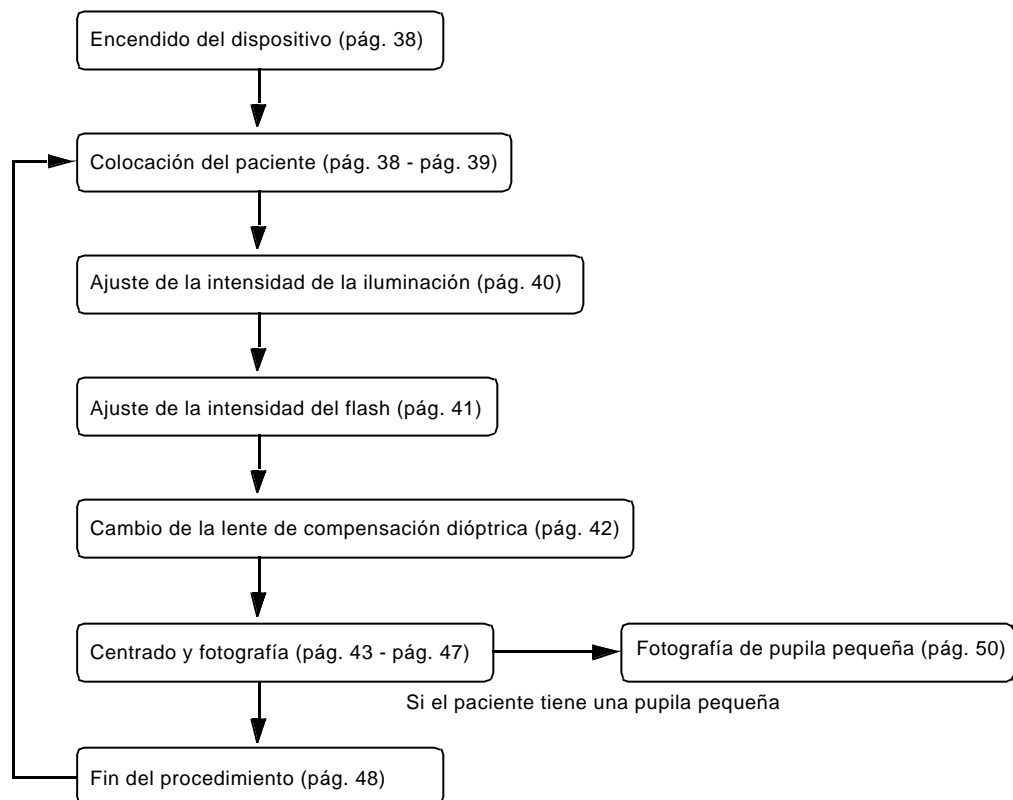 Encendido del dispositivo (pág. 38)
Colocación del paciente (pág. 38 - pág. 39)
Ajuste de la intensidad de la iluminación (pág. 40)
Ajuste de la intensidad del flash (pág. 41)
Cambio de la lente de compensación dióptrica (pág. 42)
Centrado y fotografía (pág. 43 - pág. 47)
Fotografía de pupila pequeña (pág. 50)
Si el paciente tiene una pupila pequeña
Fin del procedimiento (pág. 48)